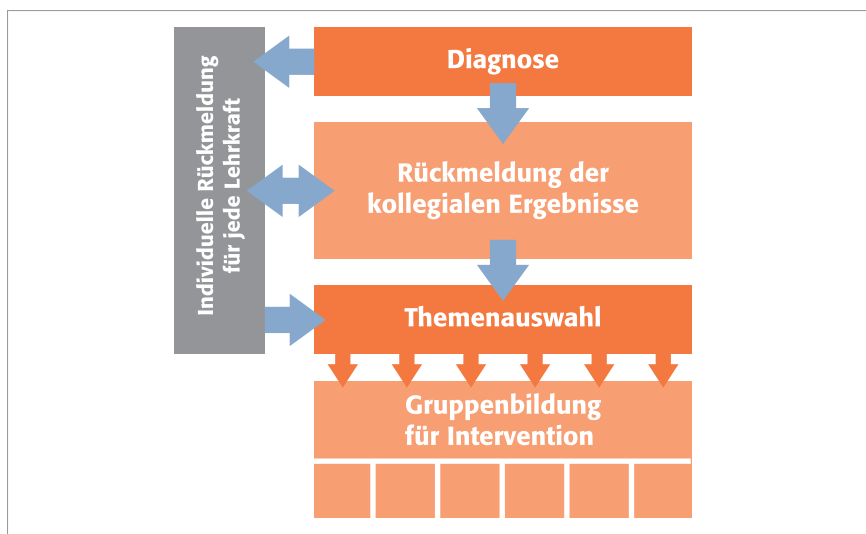 Diagnose
Individuelle Rückmeldung
für jede Lehrkraft
Rückmeldung der
kollegialen Ergebnisse
Themenauswahl
Gruppenbildung
für Intervention